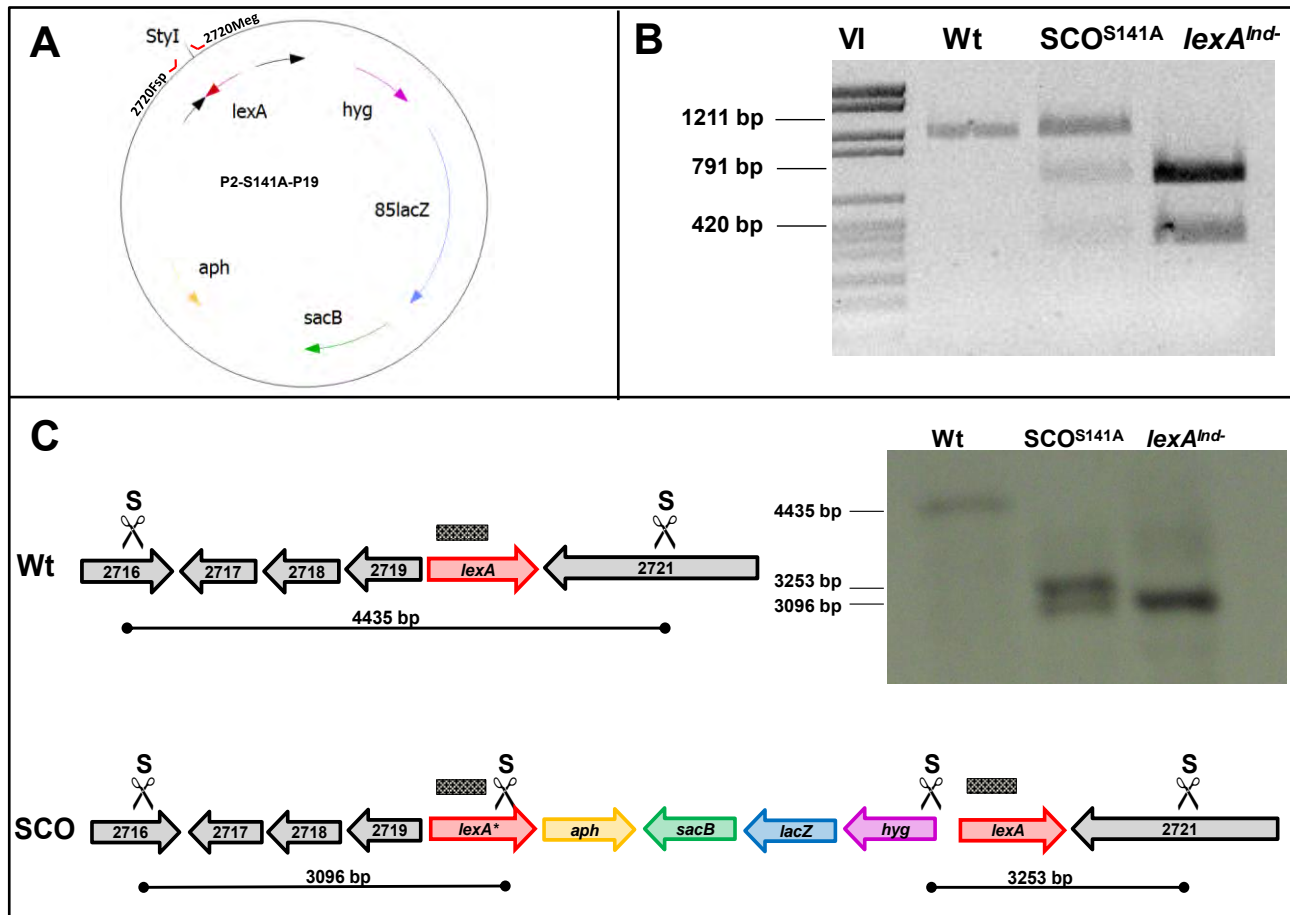 A
StyI
2720Meg
2720Fsp
lexA
hyg
P2-S141A-P19
85lacZ
aph
sacB
B
VI Wt SCO^S141A lexA^Ind-
1211 bp
791 bp
420 bp
C
Wt SCO^S141A lexA^Ind-
4435 bp
3253 bp
3096 bp
S S
Wt 2716 2717 2718 2719 lexA 2721
4435 bp
S S S S
SCO 2716 2717 2718 2719 lexA* aph sacB lacZ hyg lexA 2721
3096 bp 3253 bp